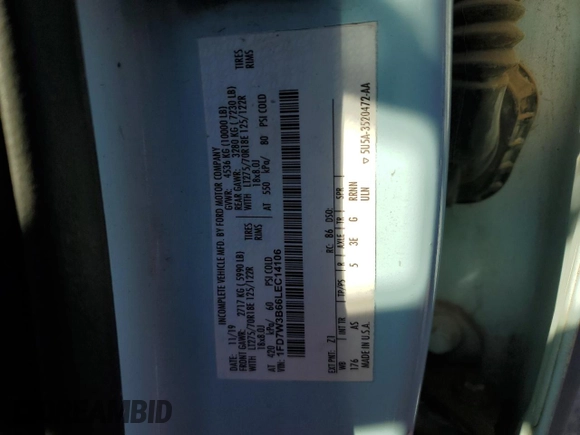 INCOMPLETE VEHICLE MFD. BY FORD MOTOR COMPANY
DATE: 11/19 GVWR: 4536 KG (10000 LB)
FRONT GAWR: 2717 KG (5990 LB) REAR GAWR: 3280 KG (7230 LB)
WITH LT275/70R18E 125/122R TIRES WITH LT275/70R18E 125/122R TIRES
18x8.0J RIMS 18x8.0J RIMS
AT 420 kPa/ 60 PSI COLD AT 550 kPa/ 80 PSI COLD
VIN: 1FD7W3B66LEC14106
EXT PNT: Z1 RC: 86 DSO:
WB INT TR TP/PS R AXLE TR SPR
176 AS 5 3E G RRNN
ULN
MADE IN U.S.A. ▽ 5U5A-3520472-AA